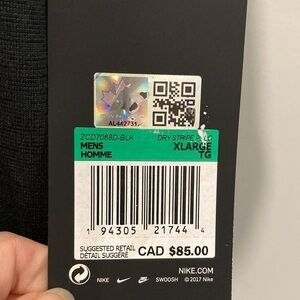 AL442731
ZCD7068D-BLK DRY STRIPE
MENS XLARGE
HOMME TG
1 94305 21744 4
SUGGESTED RETAIL
DÉTAIL SUGGÉRÉ
CAD $85.00
NIKE.COM
NIKE SWOOSH © 2017 Nike